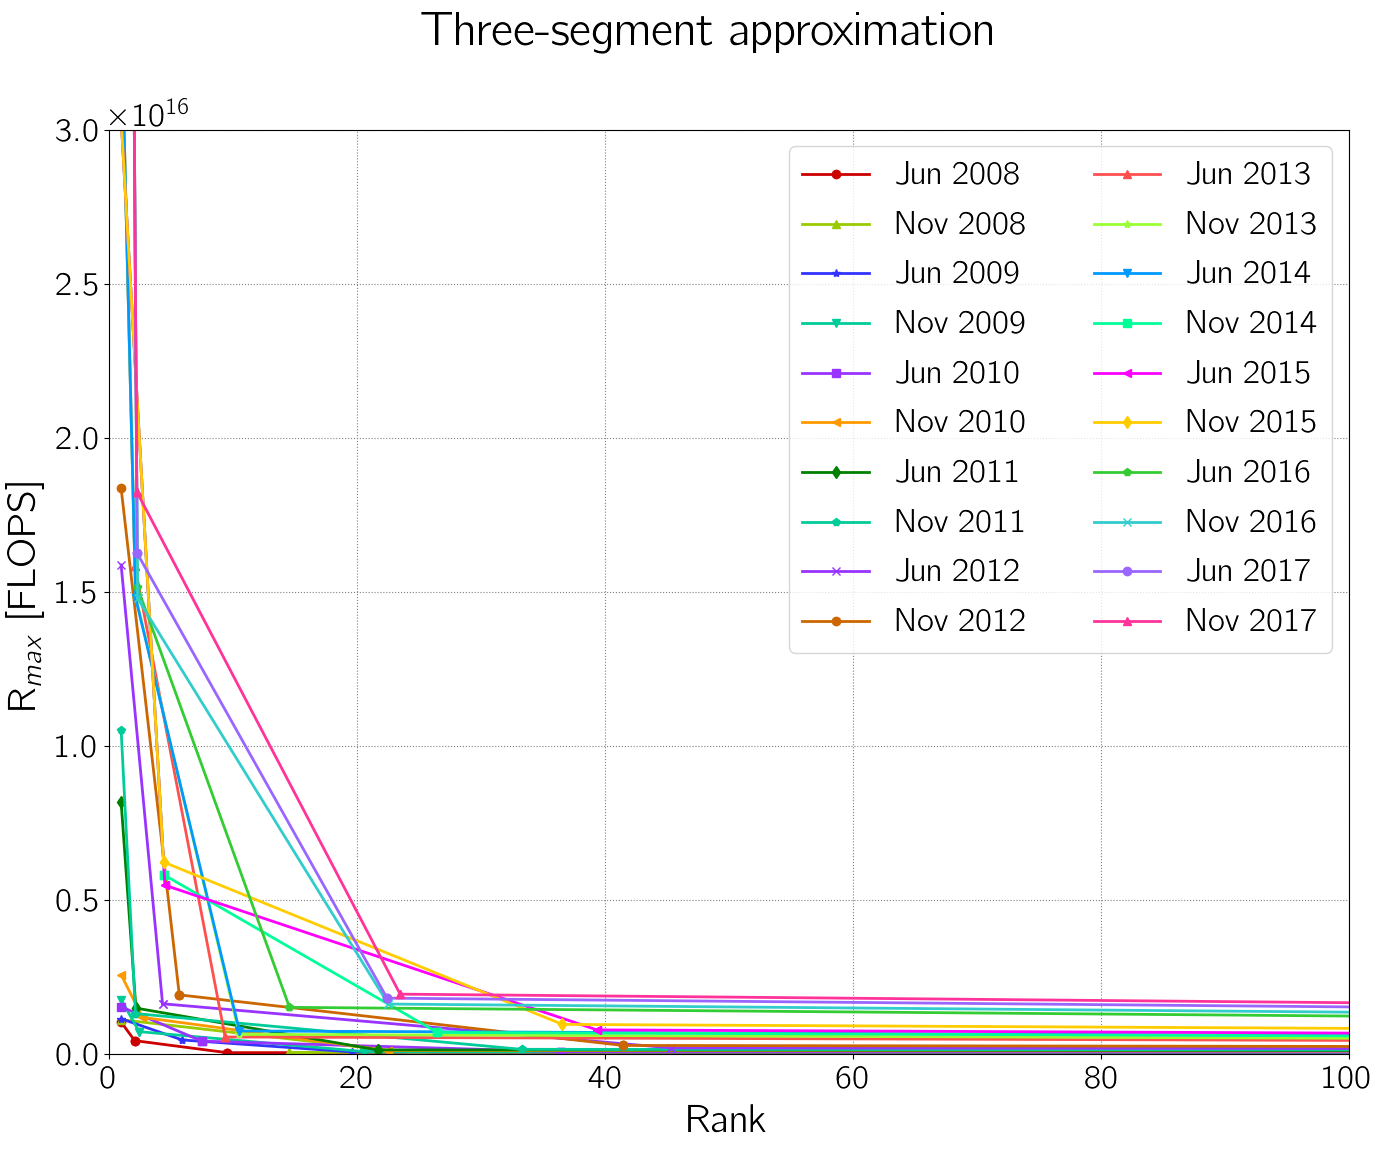 Three-segment approximation
×10^16
3.0
2.5
2.0
1.5
1.0
0.5
0.0
R_max [FLOPS]
Jun 2008
Nov 2008
Jun 2009
Nov 2009
Jun 2010
Nov 2010
Jun 2011
Nov 2011
Jun 2012
Nov 2012
Jun 2013
Nov 2013
Jun 2014
Nov 2014
Jun 2015
Nov 2015
Jun 2016
Nov 2016
Jun 2017
Nov 2017
0 20 40 60 80 100
Rank